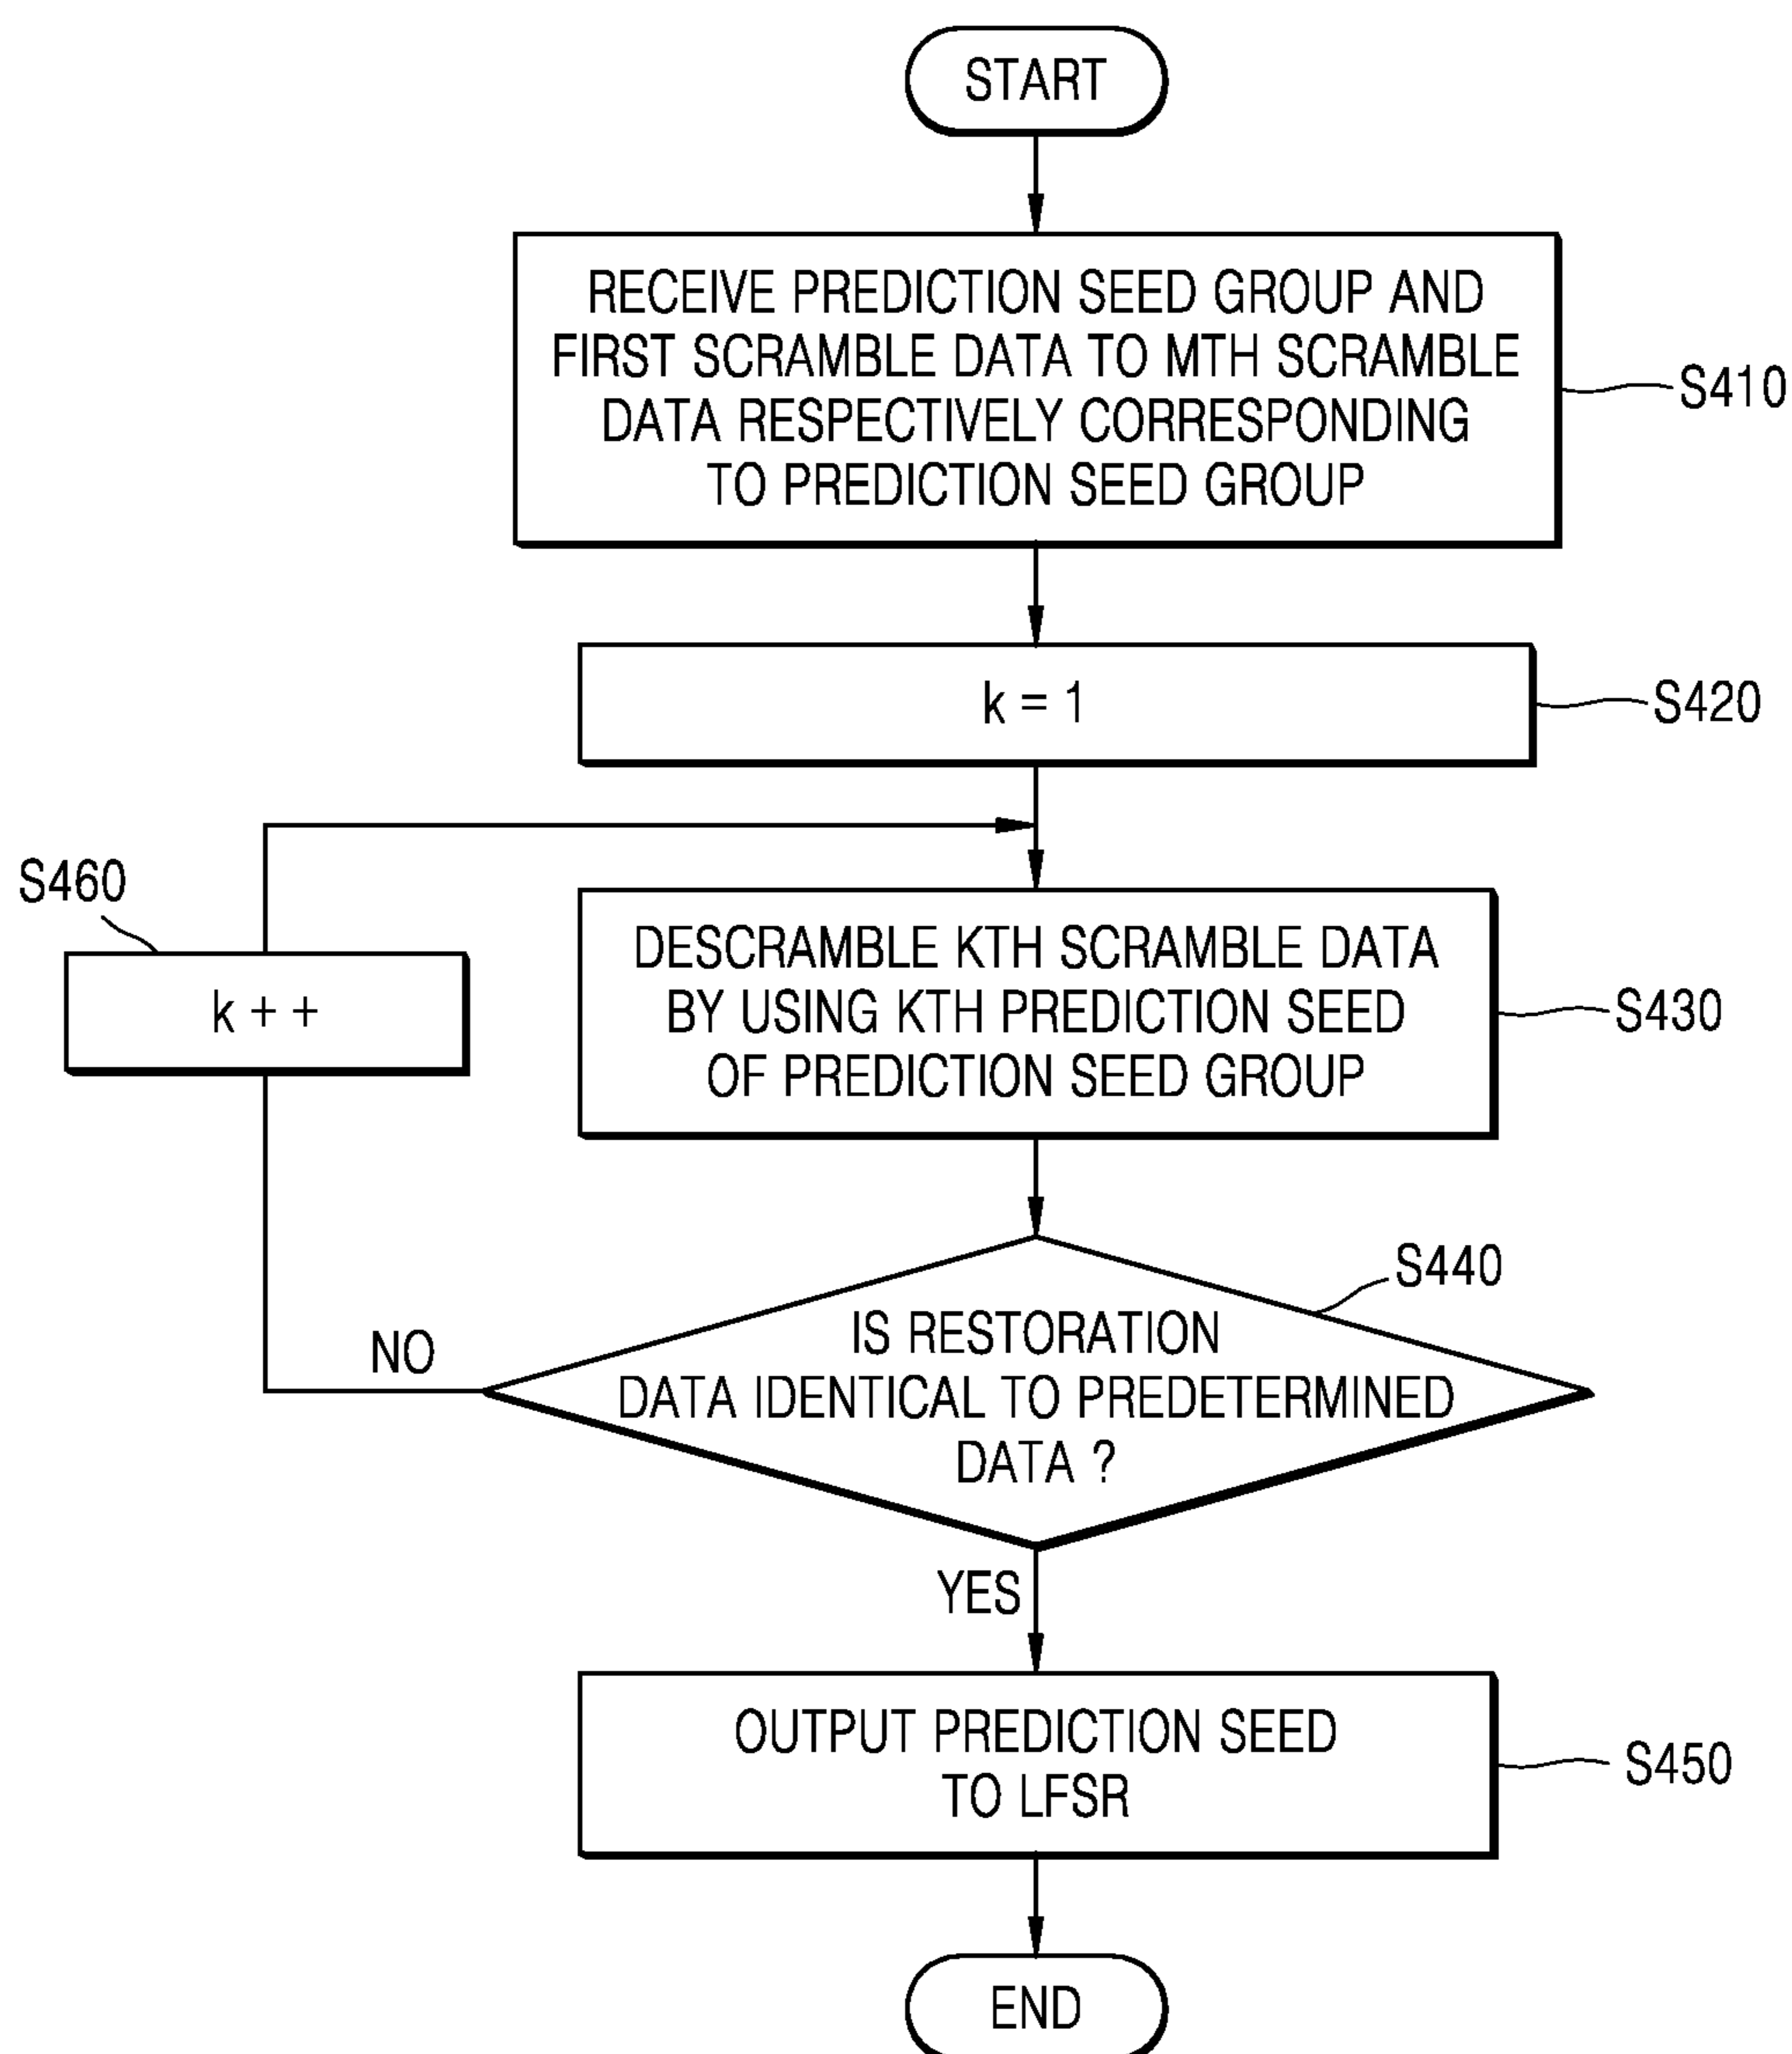 START
RECEIVE PREDICTION SEED GROUP AND
FIRST SCRAMBLE DATA TO MTH SCRAMBLE
DATA RESPECTIVELY CORRESPONDING
TO PREDICTION SEED GROUP
S410
k = 1
S420
S460
k + +
DESCRAMBLE KTH SCRAMBLE DATA
BY USING KTH PREDICTION SEED
OF PREDICTION SEED GROUP
S430
S440
IS RESTORATION
DATA IDENTICAL TO PREDETERMINED
DATA ?
NO
YES
OUTPUT PREDICTION SEED
TO LFSR
S450
END